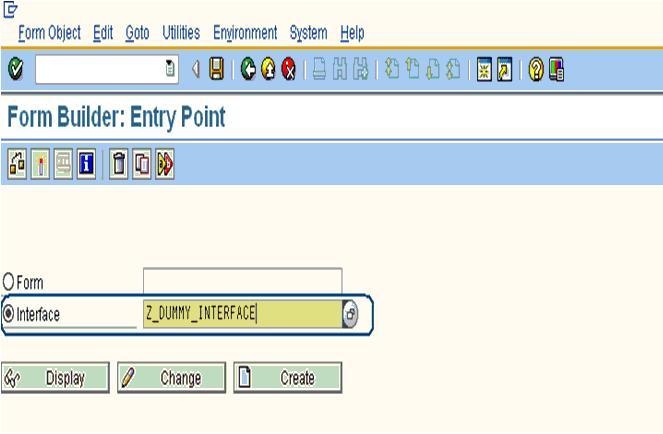 Form Object Edit Goto Utilities Environment System Help
Form Builder: Entry Point
Form
Interface Z_DUMMY_INTERFACE
Display Change Create